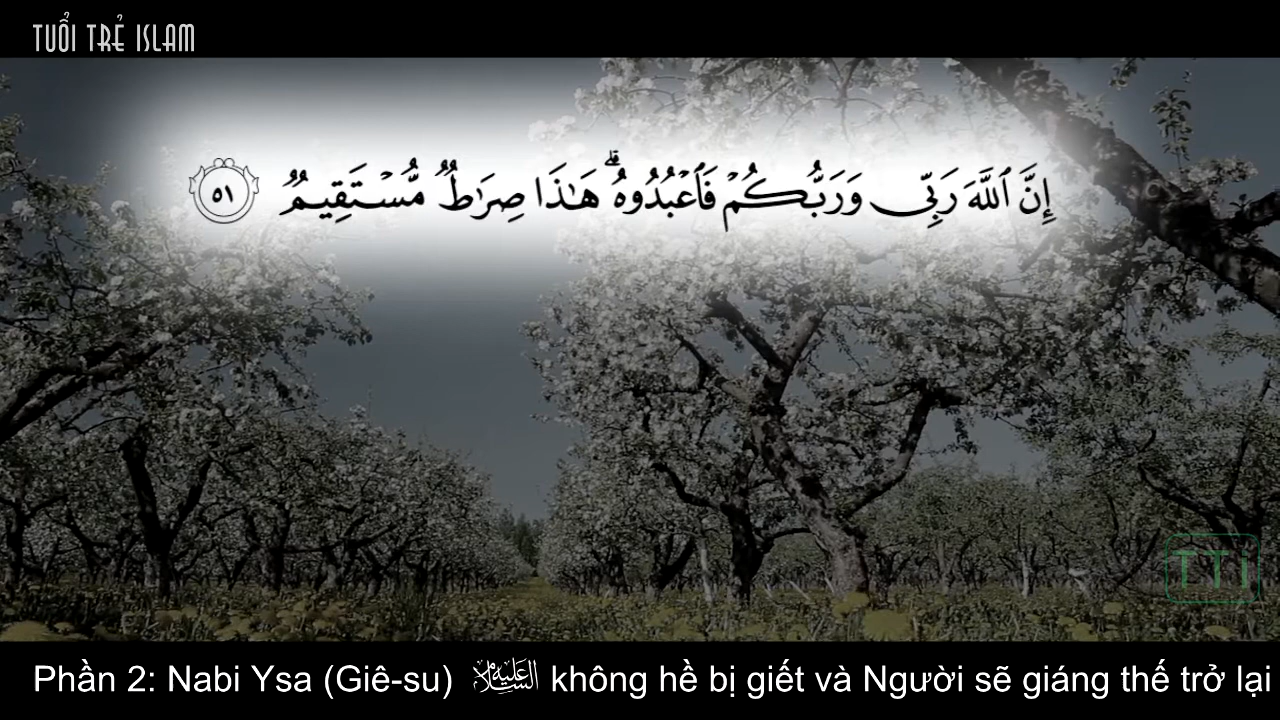 TUỔI TRẺ ISLAM
إِنَّ ٱللَّهَ رَبِّى وَرَبُّكُمْ فَٱعْبُدُوهُ ۗ هَـٰذَا صِرَٰطٌ مُّسْتَقِيمٌ ٥١
TTi
Phần 2: Nabi Ysa (Giê-su) عليه السلام không hề bị giết và Người sẽ giáng thế trở lại